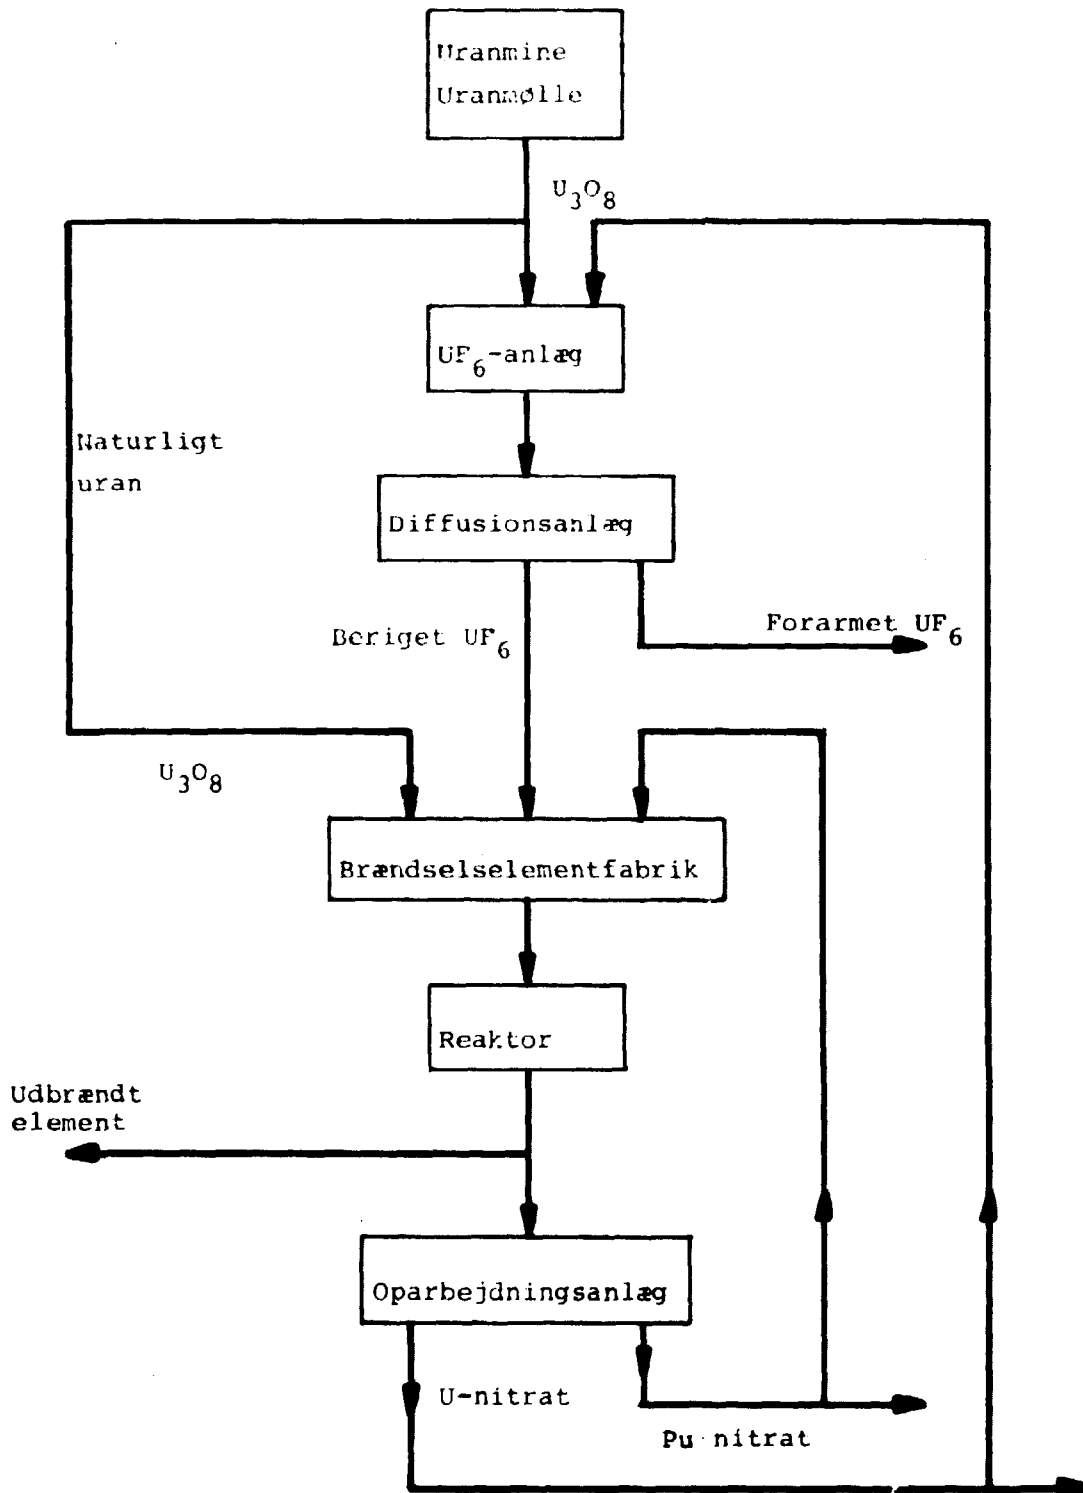 Uranmine
Uranmølle
U₃O₈
UF₆-anlæg
Naturligt
uran
Diffusionsanlæg
Beriget UF₆
Forarmet UF₆
U₃O₈
Brændselselementfabrik
Reaktor
Udbrændt
element
Oparbejdningsanlæg
U-nitrat
Pu nitrat